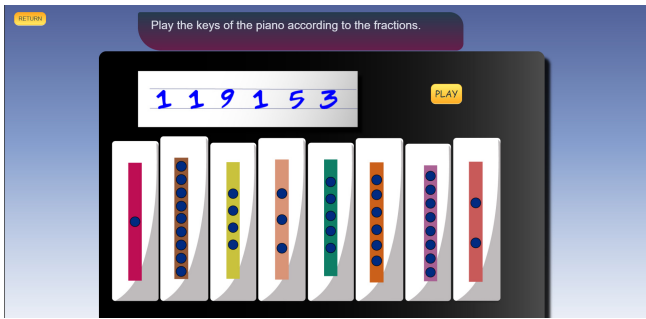 RETURN
Play the keys of the piano according to the fractions.
1 1 9 1 5 3
PLAY